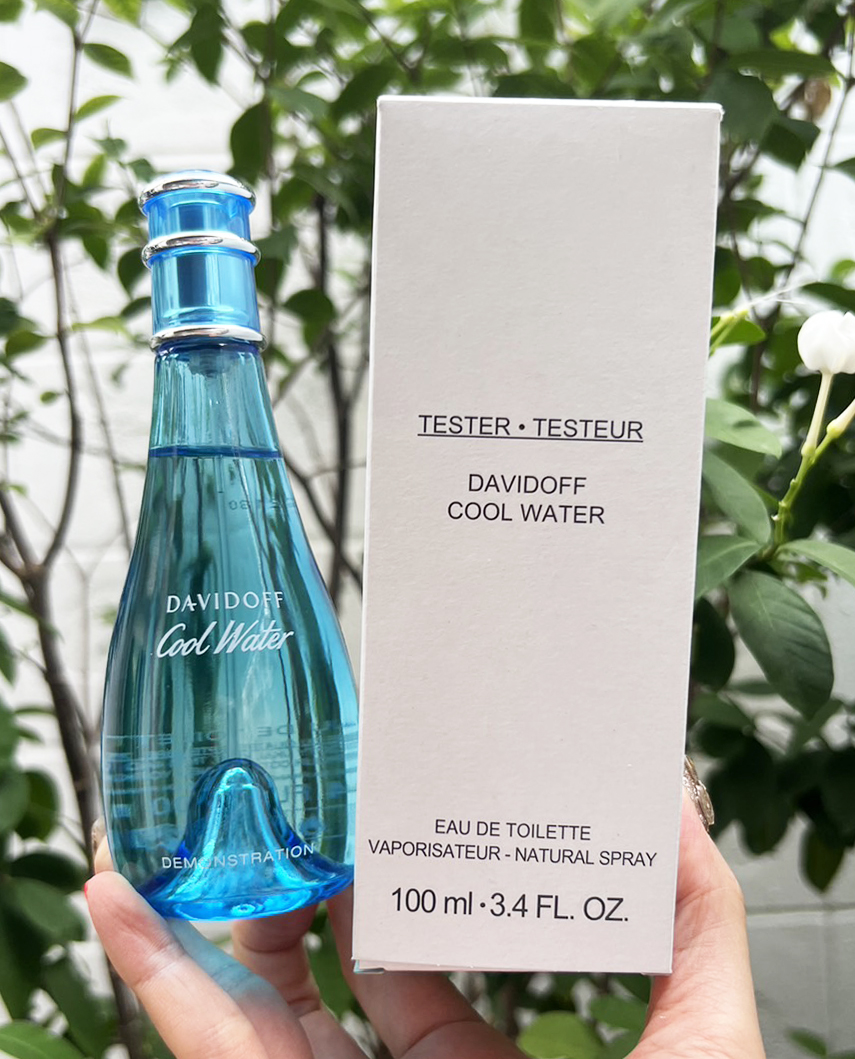 DAVIDOFF
Cool Water
DEMONSTRATION
TESTER • TESTEUR
DAVIDOFF
COOL WATER
EAU DE TOILETTE
VAPORISATEUR - NATURAL SPRAY
100 ml • 3.4 FL. OZ.